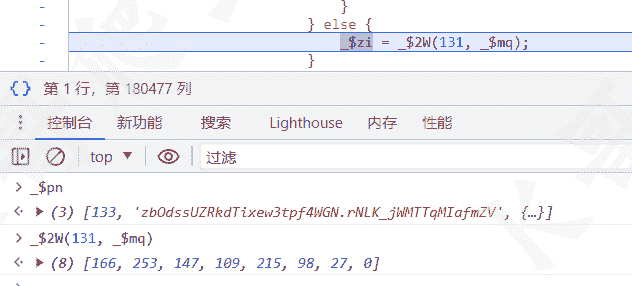 }
} else {
_$zi = _$2W(131, _$mq);
}
{} 第 1 行，第 180477 列
控制台 新功能 搜索 Lighthouse 内存 性能
top ▼ 过滤
> _$pn
(3) [133, 'zbOdssUZRkdTixew3tpf4WGN.rNLK_jWMTTqMIafmZV', {…}]
> _$2W(131, _$mq)
(8) [166, 253, 147, 109, 215, 98, 27, 0]